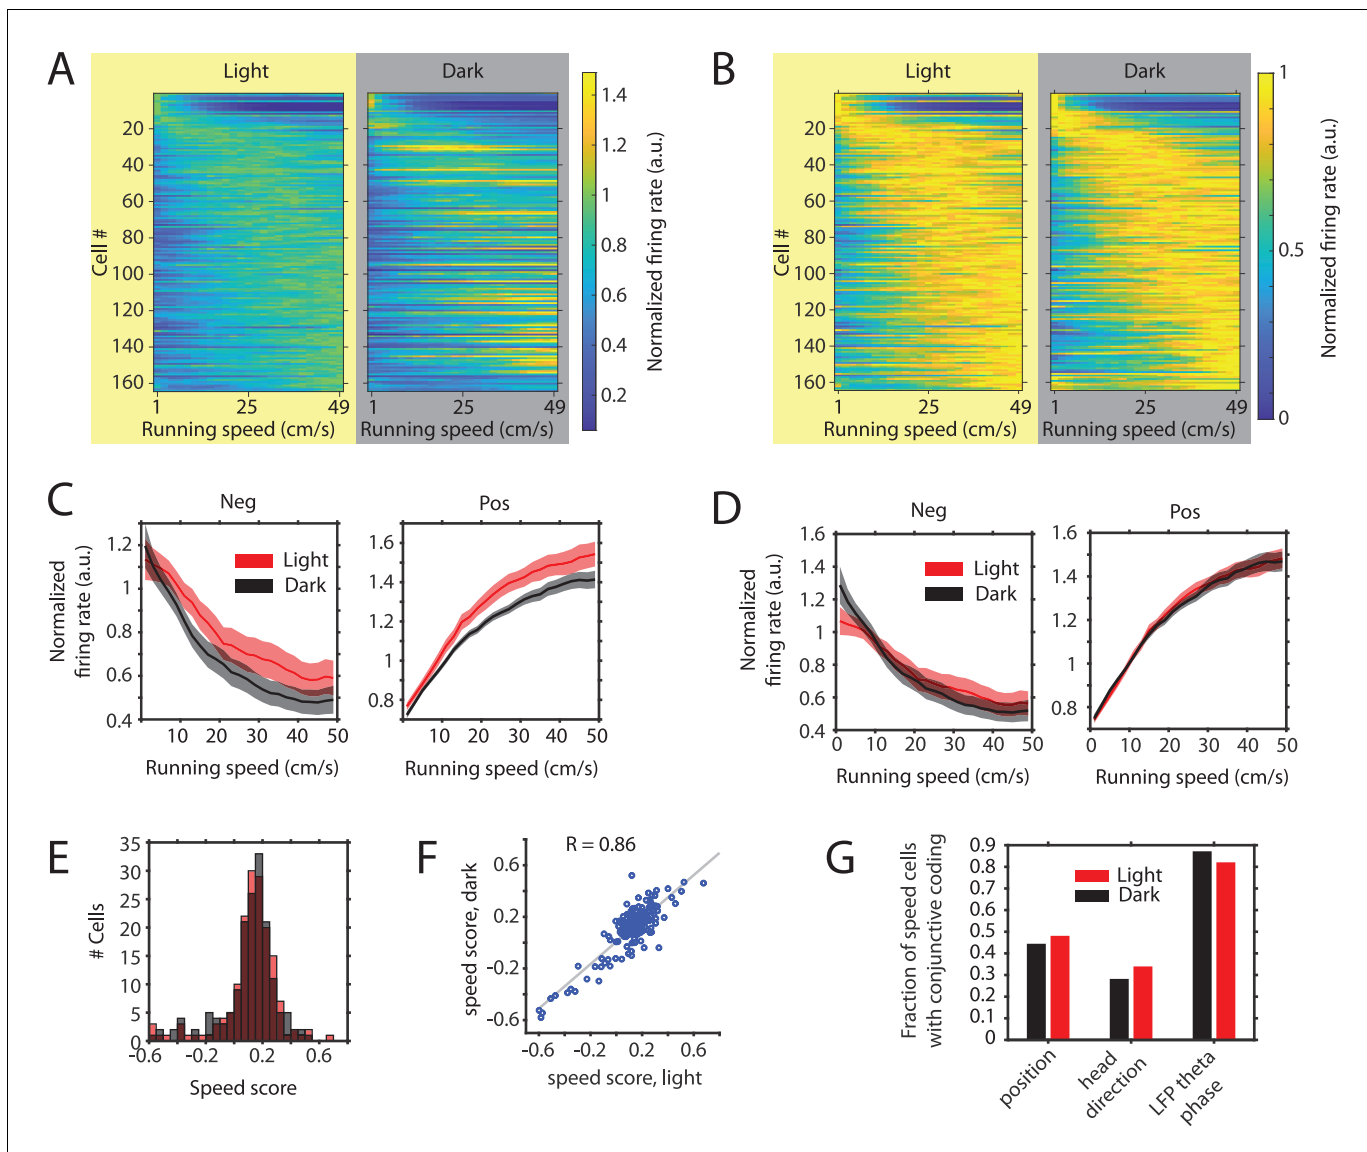 A
Light
Dark
20
40
60
80
100
120
140
160
Cell #
1
25
49
1
25
49
Running speed (cm/s)
Running speed (cm/s)
1.4
1.2
1
0.8
0.6
0.4
0.2
Normalized firing rate (a.u.)
B
Light
Dark
20
40
60
80
100
120
140
160
Cell #
1
25
49
1
25
49
Running speed (cm/s)
Running speed (cm/s)
1
0.5
0
Normalized firing rate (a.u.)
C
Neg
Light
Dark
1.2
1
0.8
0.6
0.4
Normalized
firing rate (a.u.)
10
20
30
40
50
Running speed (cm/s)
Pos
1.6
1.4
1.2
1
0.8
10
20
30
40
50
Running speed (cm/s)
D
Neg
Light
Dark
1.6
1.4
1.2
1
0.8
0.6
0.4
Normalized
firing rate (a.u.)
0
10
20
30
40
50
Running speed (cm/s)
Pos
1.6
1.4
1.2
1
0.8
0
10
20
30
40
50
Running speed (cm/s)
E
35
30
25
20
15
10
5
0
# Cells
-0.6
-0.2
0.2
0.6
Speed score
F
R = 0.86
0.6
0.2
-0.2
-0.6
speed score, dark
-0.6
-0.2
0.2
0.6
speed score, light
G
Light
Dark
0.9
0.8
0.7
0.6
0.5
0.4
0.3
0.2
0.1
0
Fraction of speed cells
with conjunctive coding
position
head
direction
LFP theta
phase